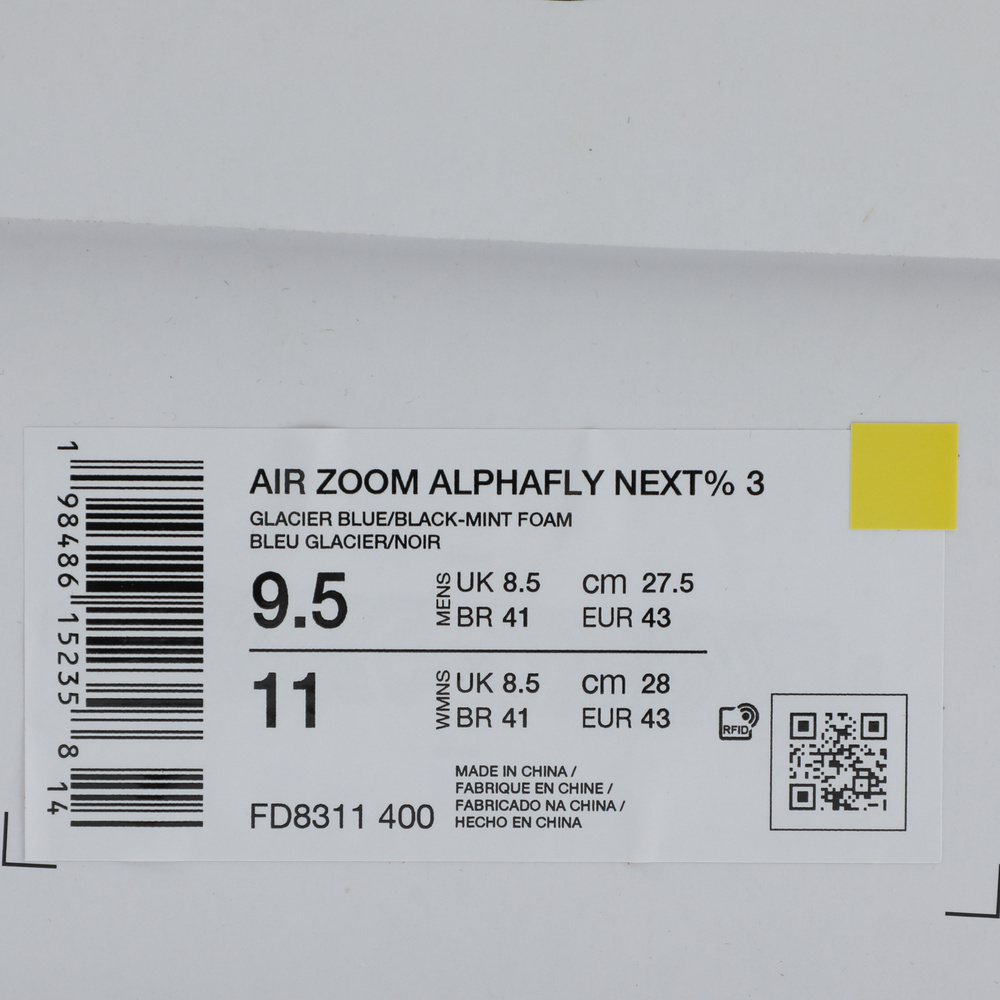 AIR ZOOM ALPHAFLY NEXT% 3
GLACIER BLUE/BLACK-MINT FOAM
BLEU GLACIER/NOIR
9.5
MENS
UK 8.5 cm 27.5
BR 41 EUR 43
11
WMNS
UK 8.5 cm 28
BR 41 EUR 43
RFID
FD8311 400
MADE IN CHINA /
FABRIQUE EN CHINE /
FABRICADO NA CHINA /
HECHO EN CHINA
1 98486 15235 8 14